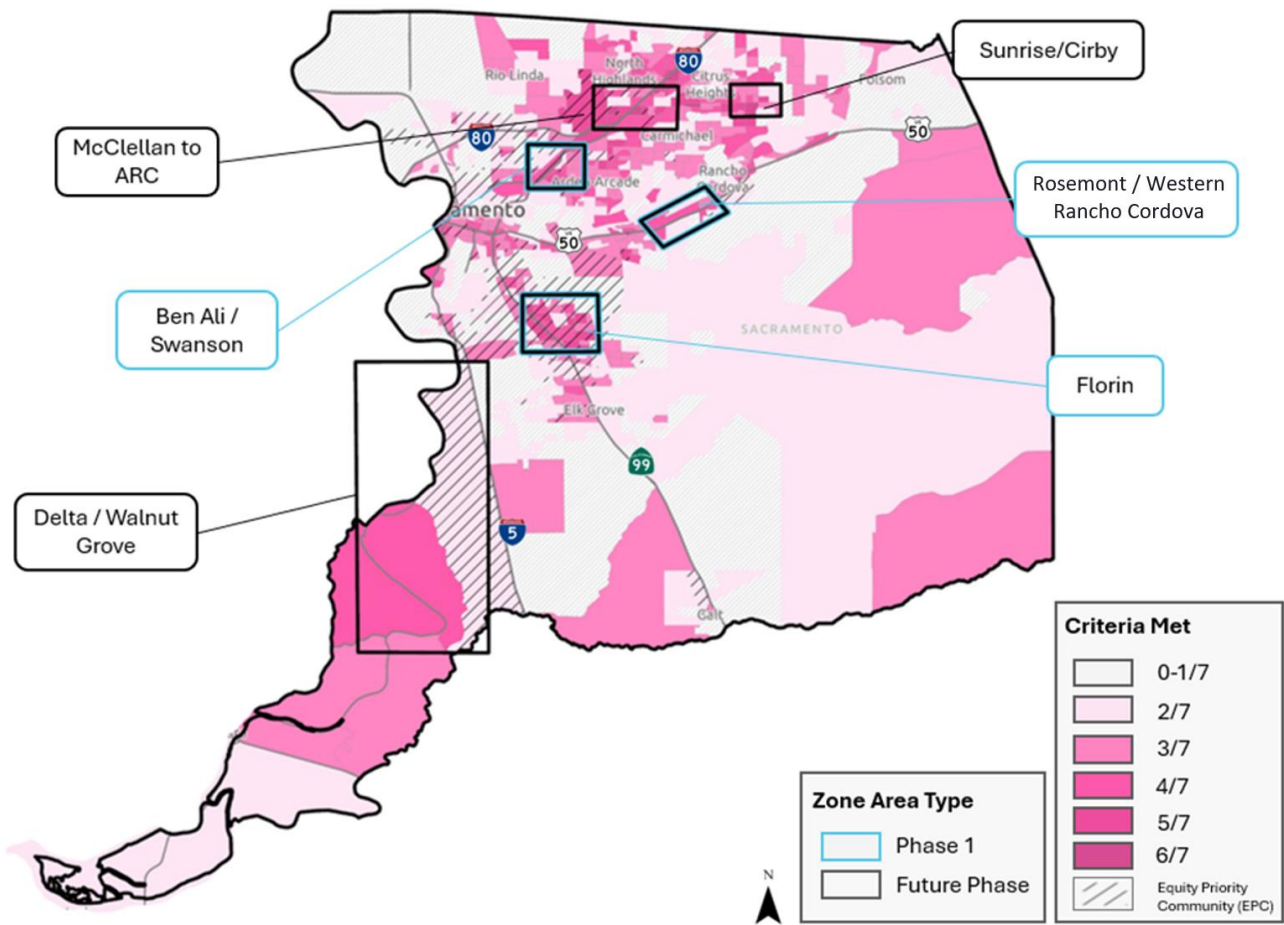 Sunrise/Cirby
80
North
Highlands
Citrus
Heights
Rio Linda
Folsom
US
50
80
Carmichael
McClellan to
ARC
Arden-Arcade
Rancho
Cordova
Rosemont / Western
Rancho Cordova
amento
US
50
Ben Ali /
Swanson
SACRAMENTO
Florin
Elk Grove
99
Delta / Walnut
Grove
5
Galt
Criteria Met
0-1/7
2/7
3/7
4/7
5/7
6/7
Equity Priority
Community (EPC)
Zone Area Type
Phase 1
Future Phase
N